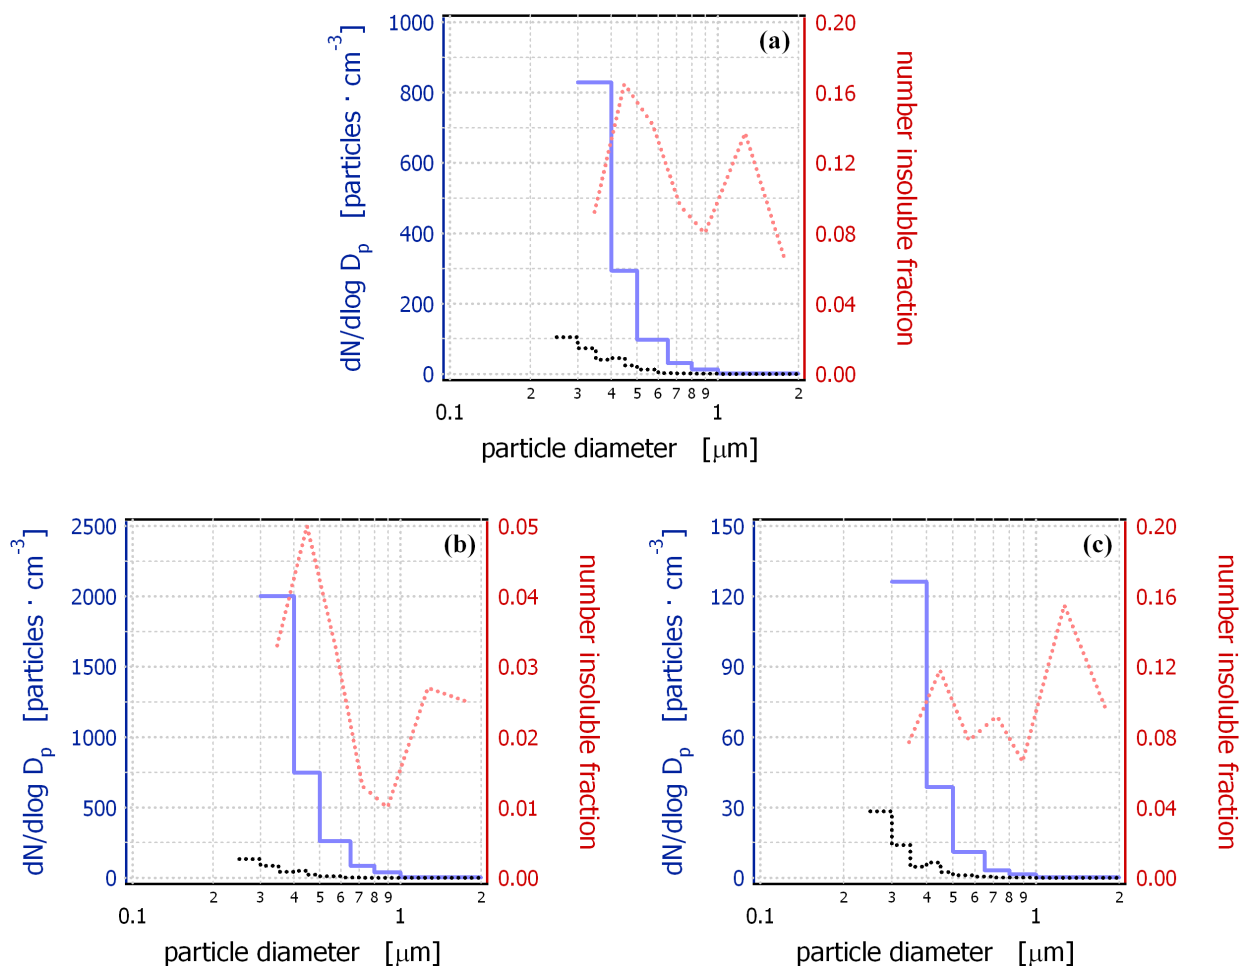 (a)
dN/dlog Dp [particles · cm-3]
1000
800
600
400
200
0
number insoluble fraction
0.20
0.16
0.12
0.08
0.04
0.00
2 3 4 5 6 7 8 9 2
0.1 1
particle diameter [μm]
(b)
dN/dlog Dp [particles · cm-3]
2500
2000
1500
1000
500
0
number insoluble fraction
0.05
0.04
0.03
0.02
0.01
0.00
2 3 4 5 6 7 8 9 2
0.1 1
particle diameter [μm]
(c)
dN/dlog Dp [particles · cm-3]
150
120
90
60
30
0
number insoluble fraction
0.20
0.16
0.12
0.08
0.04
0.00
2 3 4 5 6 7 8 9 2
0.1 1
particle diameter [μm]